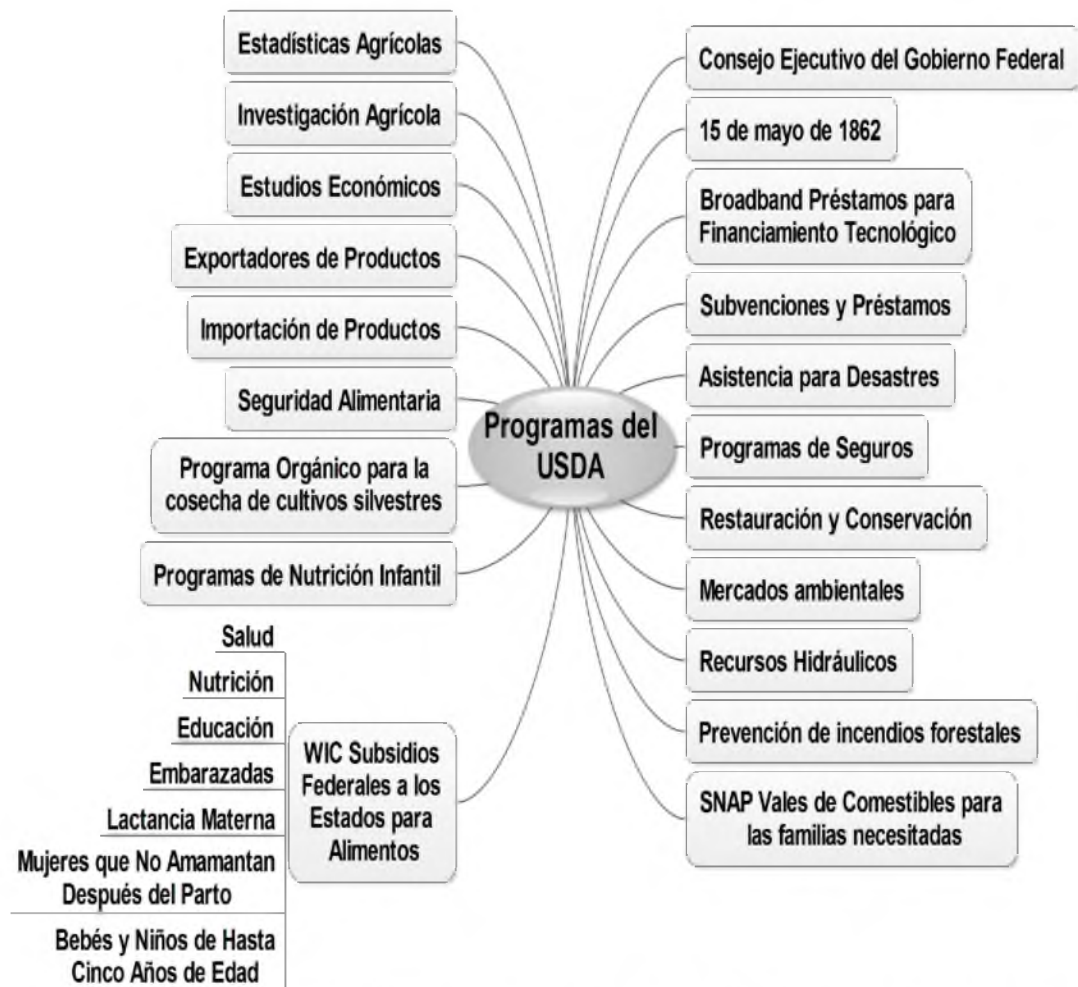 Programas del
USDA
Consejo Ejecutivo del Gobierno Federal
15 de mayo de 1862
Broadband Préstamos para
Financiamiento Tecnológico
Subvenciones y Préstamos
Asistencia para Desastres
Programas de Seguros
Restauración y Conservación
Mercados ambientales
Recursos Hidráulicos
Prevención de incendios forestales
SNAP Vales de Comestibles para
las familias necesitadas
Estadísticas Agrícolas
Investigación Agrícola
Estudios Económicos
Exportadores de Productos
Importación de Productos
Seguridad Alimentaria
Programa Orgánico para la
cosecha de cultivos silvestres
Programas de Nutrición Infantil
WIC Subsidios
Federales a los
Estados para
Alimentos
Salud
Nutrición
Educación
Embarazadas
Lactancia Materna
Mujeres que No Amamantan
Después del Parto
Bebés y Niños de Hasta
Cinco Años de Edad